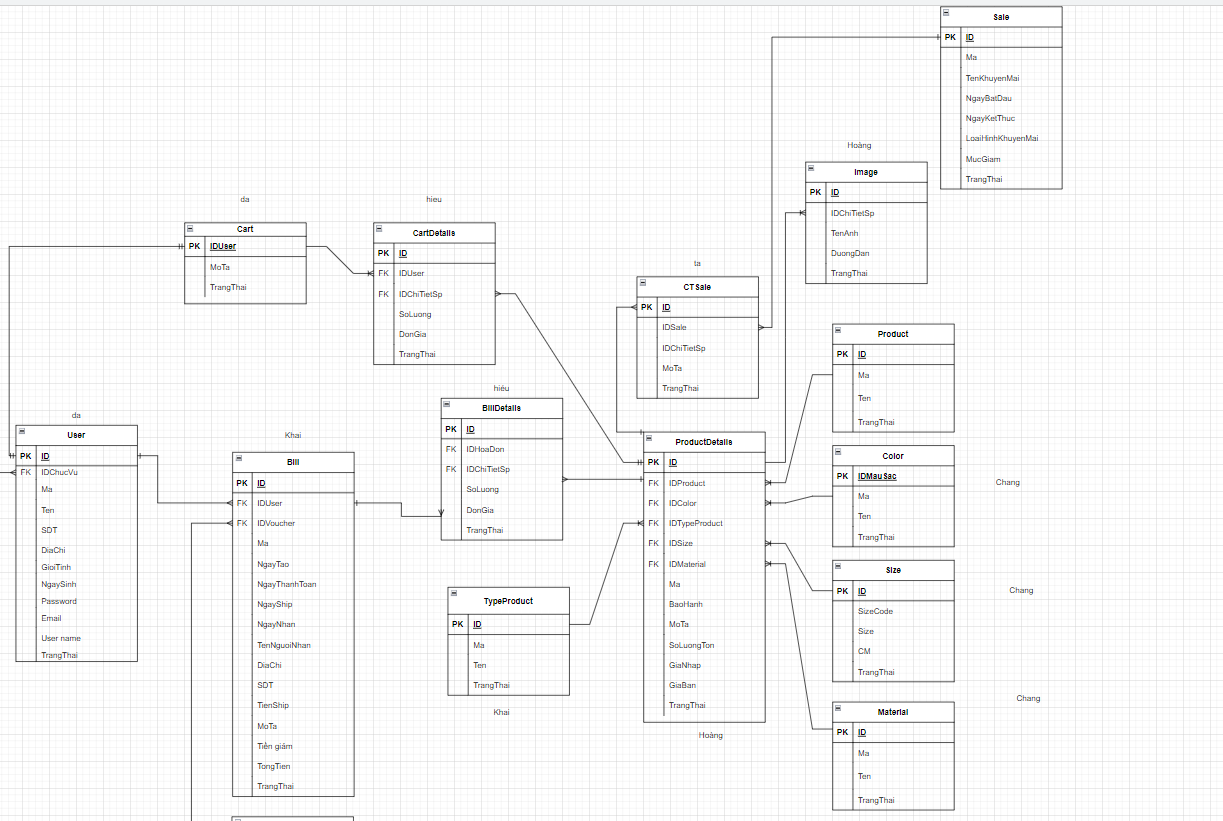 Sale
PK ID
Ma
TenKhuyenMai
NgayBatDau
NgayKetThuc
LoaiHinhKhuyenMai
MucGiam
TrangThai
Hoàng
Image
PK ID
IDChiTietSp
TenAnh
DuongDan
TrangThai
da
Cart
PK IDUser
MoTa
TrangThai
hieu
CartDetails
PK ID
FK IDUser
FK IDChiTietSp
SoLuong
DonGia
TrangThai
ta
CTSale
PK ID
IDSale
IDChiTietSp
MoTa
TrangThai
Product
PK ID
Ma
Ten
TrangThai
da
User
PK ID
FK IDChucVu
Ma
Ten
SDT
DiaChi
GioiTinh
NgaySinh
Password
Email
User name
TrangThai
Khai
Bill
PK ID
FK IDUser
FK IDVoucher
Ma
NgayTao
NgayThanhToan
NgayShip
NgayNhan
TenNguoiNhan
DiaChi
SDT
TienShip
MoTa
Tiền giảm
TongTien
TrangThai
hiéu
BillDetails
PK ID
FK IDHoaDon
FK IDChiTietSp
SoLuong
DonGia
TrangThai
TypeProduct
PK ID
Ma
Ten
TrangThai
Khai
ProductDetails
PK ID
FK IDProduct
FK IDColor
FK IDTypeProduct
FK IDSize
FK IDMaterial
Ma
BaoHanh
MoTa
SoLuongTon
GiaNhap
GiaBan
TrangThai
Hoàng
Color
PK IDMauSac
Ma
Ten
TrangThai
Chang
Size
PK ID
SizeCode
Size
CM
TrangThai
Chang
Material
PK ID
Ma
Ten
TrangThai
Chang